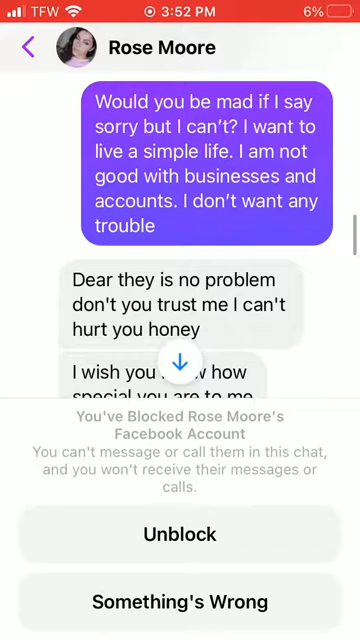 TFW 3:52 PM 6%
Rose Moore
Would you be mad if I say
sorry but I can't? I want to
live a simple life. I am not
good with businesses and
accounts. I don't want any
trouble
Dear they is no problem
don't you trust me I can't
hurt you honey
I wish you how
special you are to me
You've Blocked Rose Moore's
Facebook Account
You can't message or call them in this chat,
and you won't receive their messages or
calls.
Unblock
Something's Wrong